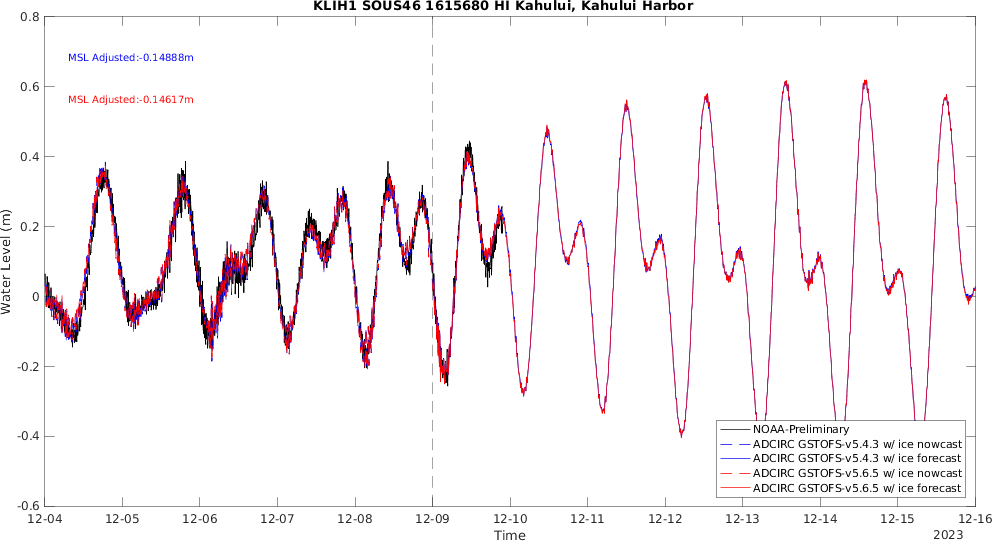 KLIH1 SOUS46 1615680 HI Kahului, Kahului Harbor
MSL Adjusted:-0.14888m
MSL Adjusted:-0.14617m
Water Level (m)
0.8
0.6
0.4
0.2
0
-0.2
-0.4
-0.6
NOAA-Preliminary
ADCIRC GSTOFS-v5.4.3 w/ ice nowcast
ADCIRC GSTOFS-v5.4.3 w/ ice forecast
ADCIRC GSTOFS-v5.6.5 w/ ice nowcast
ADCIRC GSTOFS-v5.6.5 w/ ice forecast
12-04 12-05 12-06 12-07 12-08 12-09 12-10 12-11 12-12 12-13 12-14 12-15 12-16
Time
2023